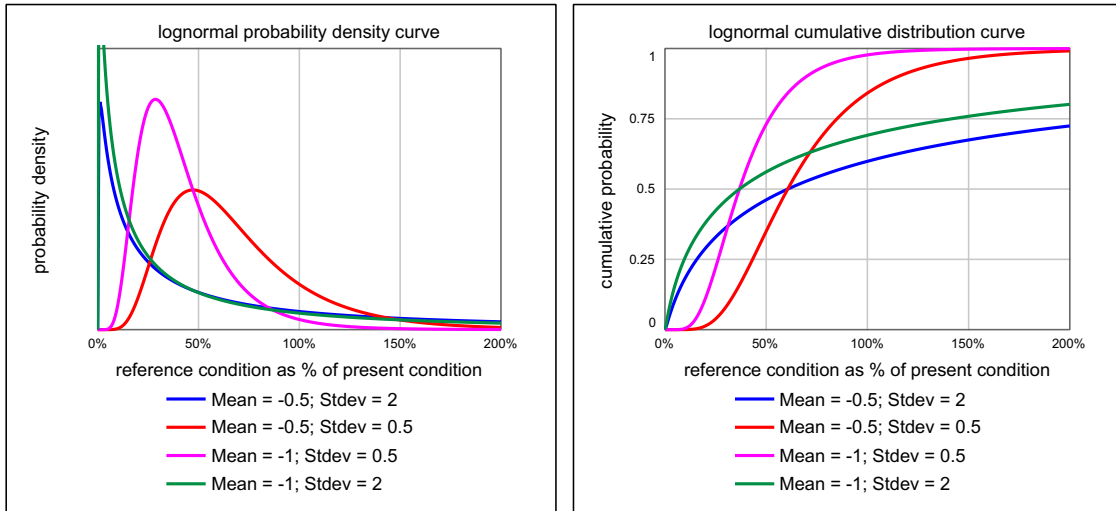 lognormal probability density curve
probability density
0% 50% 100% 150% 200%
reference condition as % of present condition
Mean = -0.5; Stdev = 2
Mean = -0.5; Stdev = 0.5
Mean = -1; Stdev = 0.5
Mean = -1; Stdev = 2
lognormal cumulative distribution curve
cumulative probability
1
0.75
0.5
0.25
0
0% 50% 100% 150% 200%
reference condition as % of present condition
Mean = -0.5; Stdev = 2
Mean = -0.5; Stdev = 0.5
Mean = -1; Stdev = 0.5
Mean = -1; Stdev = 2